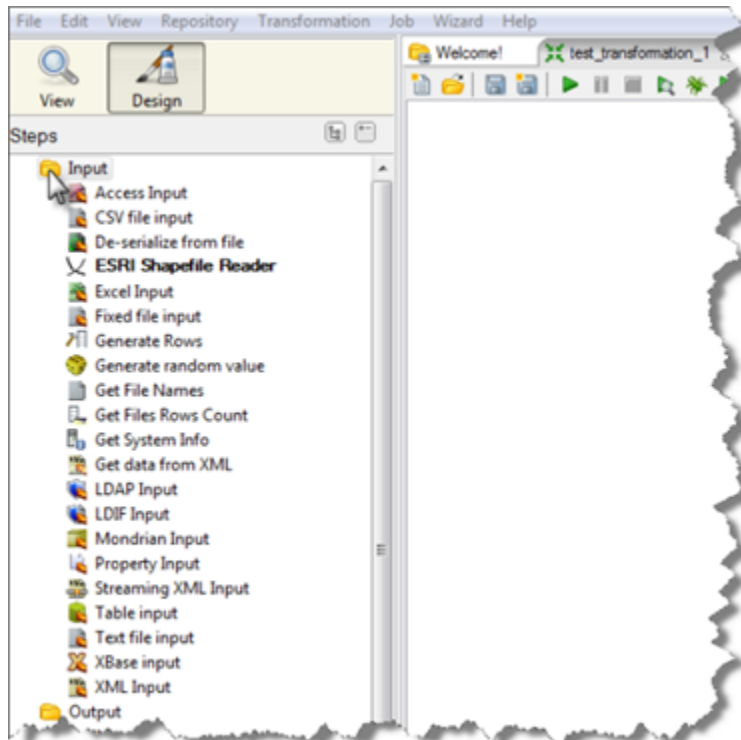 File Edit View Repository Transformation Job Wizard Help
Welcome! test_transformation_1
View Design
Steps
Input
Access Input
CSV file input
De-serialize from file
ESRI Shapefile Reader
Excel Input
Fixed file input
Generate Rows
Generate random value
Get File Names
Get Files Rows Count
Get System Info
Get data from XML
LDAP Input
LDIF Input
Mondrian Input
Property Input
Streaming XML Input
Table input
Text file input
XBase input
XML Input
Output